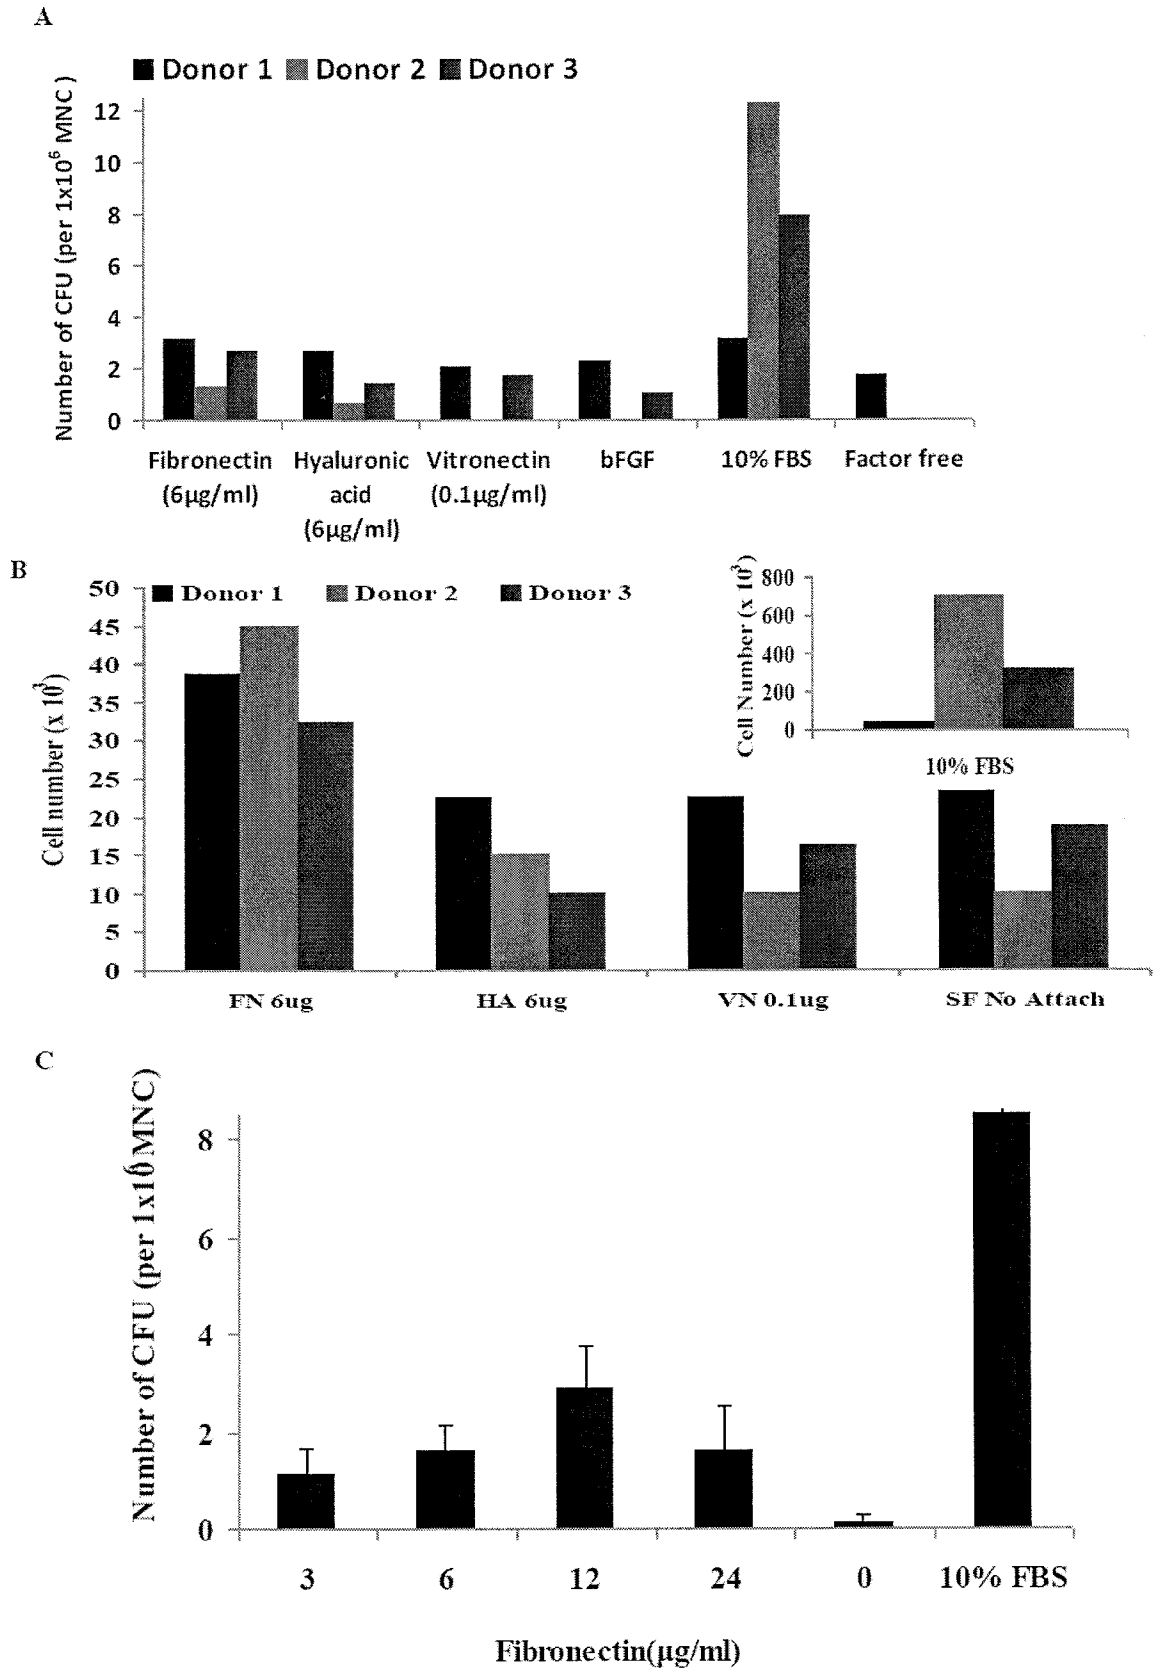 A
Donor 1 Donor 2 Donor 3
Number of CFU (per 1x10⁶ MNC )
12
10
8
6
4
2
0
Fibronectin (6µg/ml)
Hyaluronic acid (6µg/ml)
Vitronectin (0.1µg/ml)
bFGF
10% FBS
Factor free
B
Donor 1 Donor 2 Donor 3
Cell number (x 10³)
50
45
40
35
30
25
20
15
10
5
0
FN 6ug
HA 6ug
VN 0.1ug
SF No Attach
Cell Number (x 10³)
800
600
400
200
0
10% FBS
C
Number of CFU (per 1x10⁶MNC)
8
6
4
2
0
3 6 12 24 0 10% FBS
Fibronectin(µg/ml)